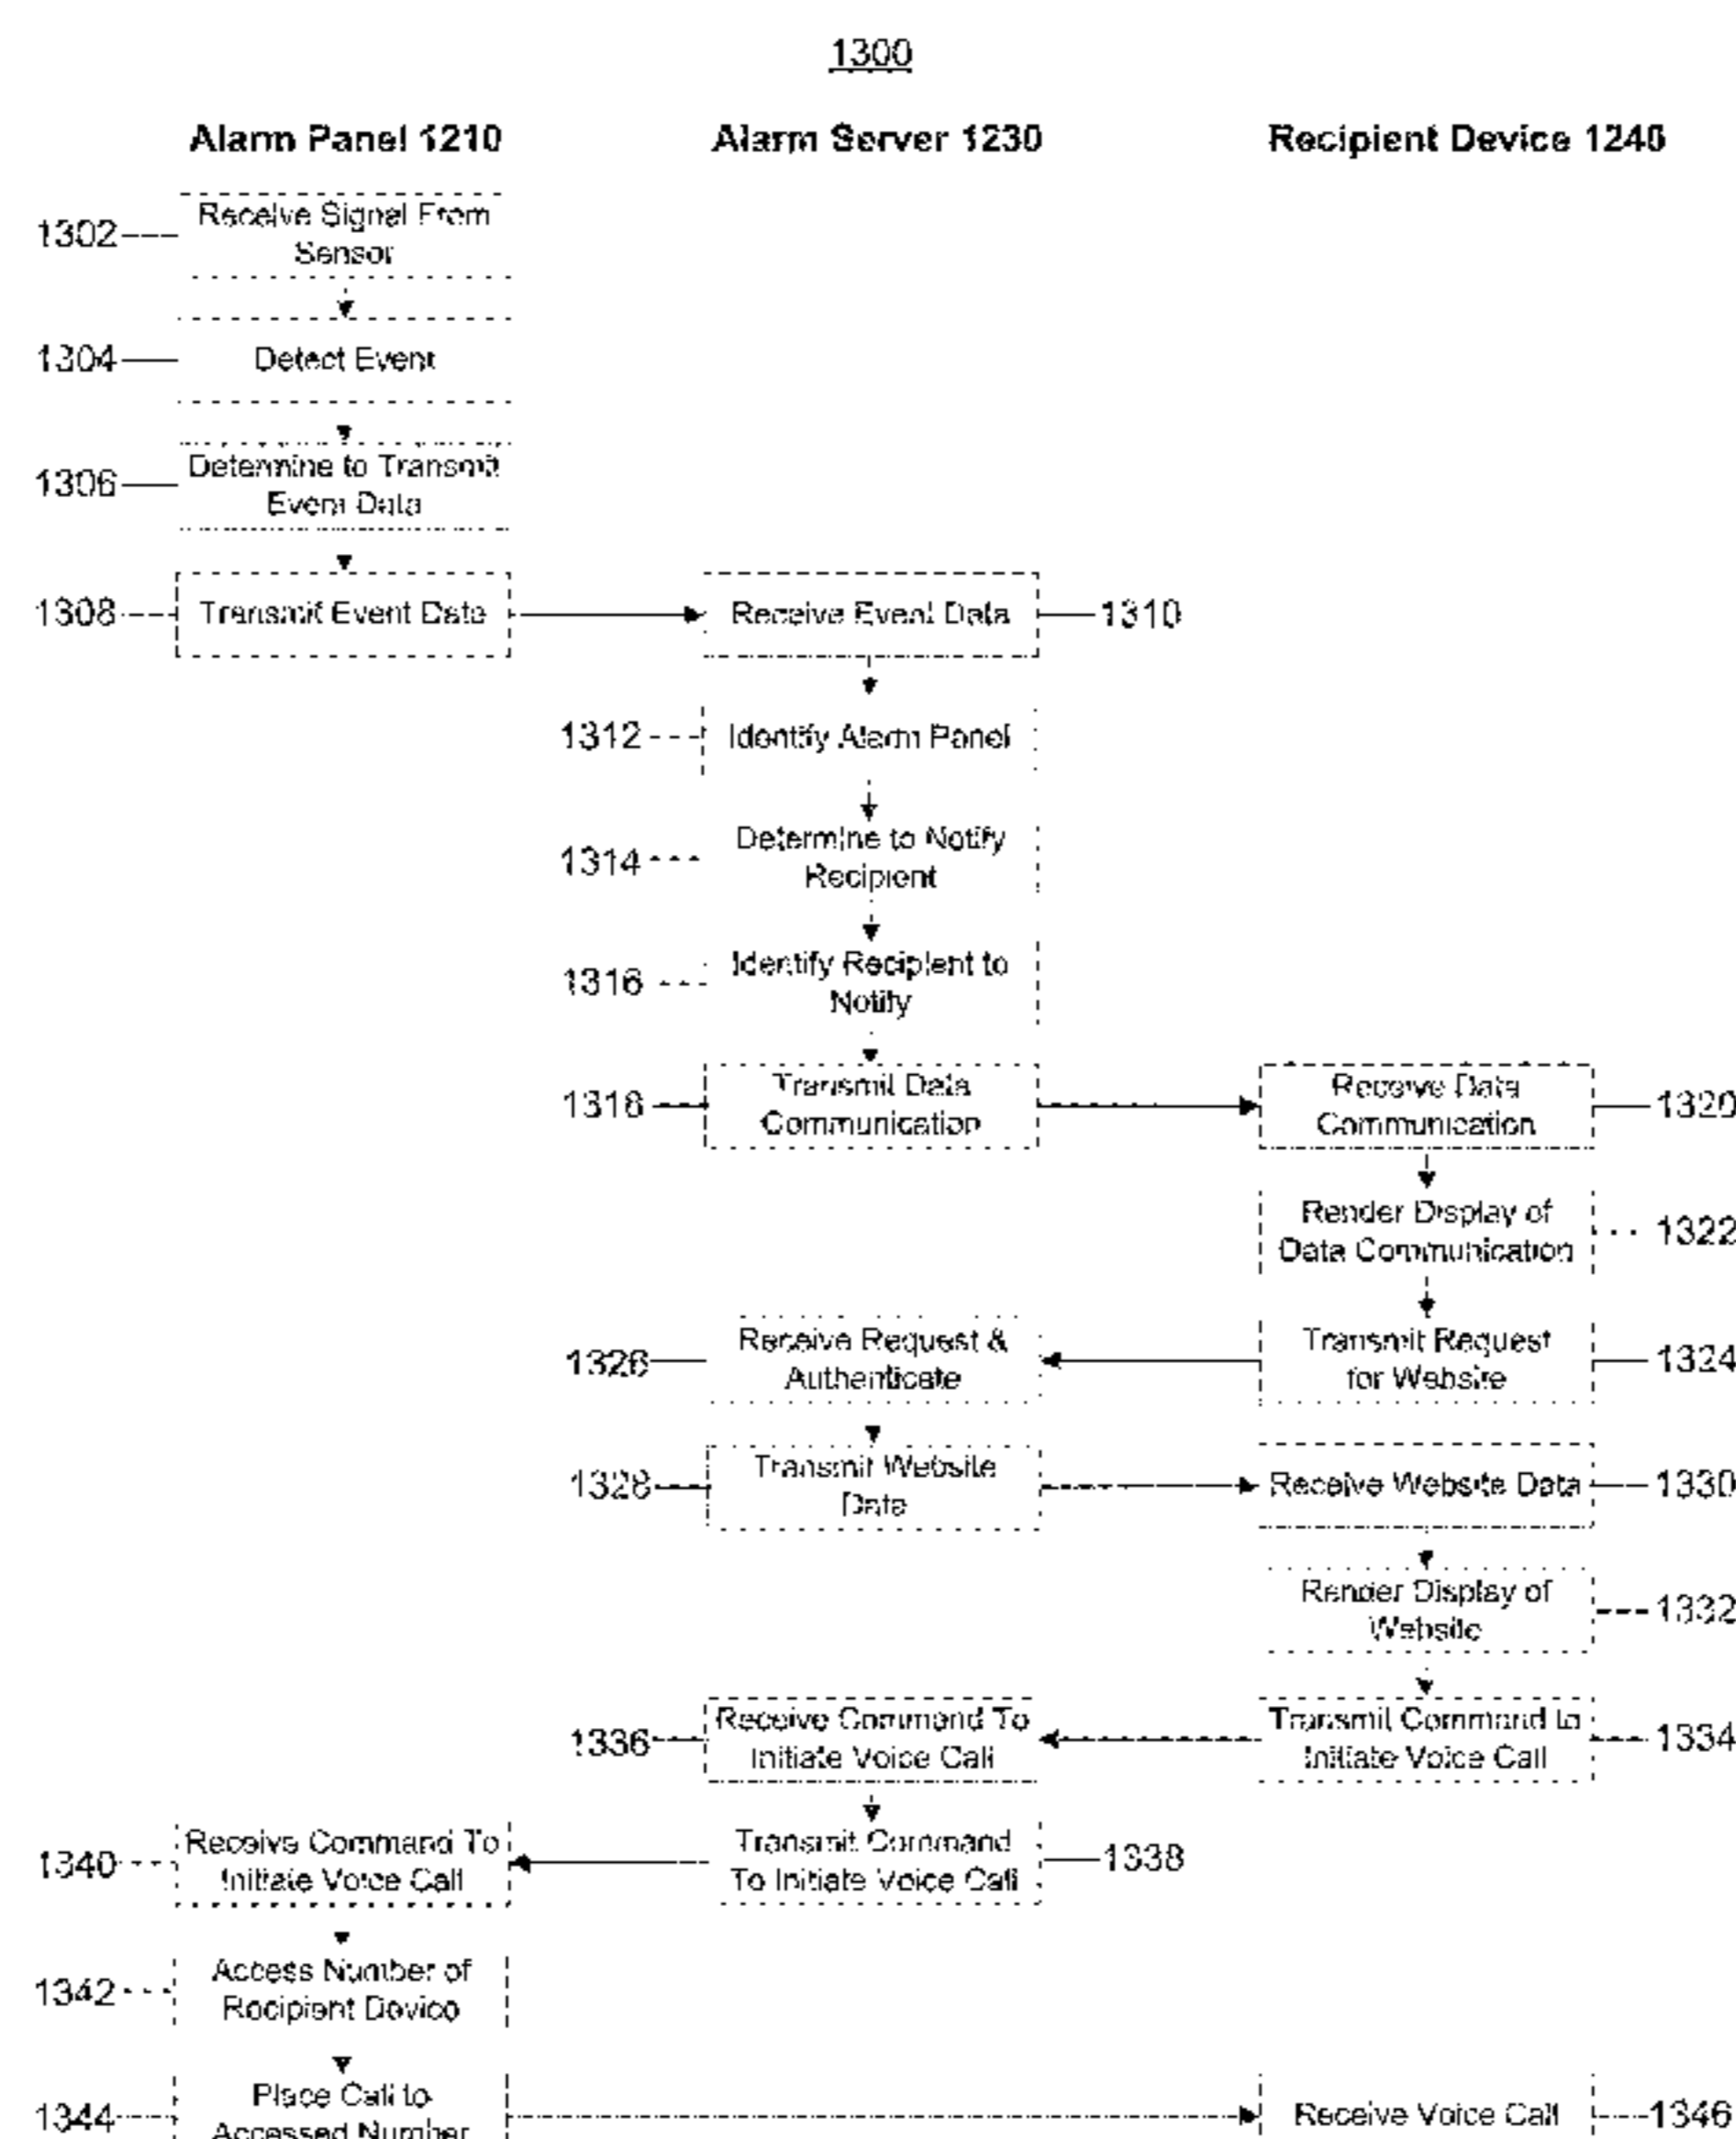 1300
Alarm Panel 1210
Alarm Server 1230
Recipient Device 1240
1302
Receive Signal From
Sensor
1304
Detect Event
1306
Determine to Transmit
Event Data
1308
Transmit Event Data
Receive Event Data
1310
1312
Identify Alarm Panel
1314
Determine to Notify
Recipient
1316
Identify Recipient to
Notify
1318
Transmit Data
Communication
Receive Data
Communication
1320
Render Display of
Data Communication
1322
1326
Receive Request &
Authenticate
Transmit Request
for Website
1324
1328
Transmit Website
Data
Receive Website Data
1330
Render Display of
Website
1332
1336
Receive Command To
Initiate Voice Call
Transmit Command to
Initiate Voice Call
1334
1340
Receive Command To
Initiate Voice Call
Transmit Command
To Initiate Voice Call
1338
1342
Access Number of
Recipient Device
1344
Place Call to
Accessed Number
Receive Voice Call
1346